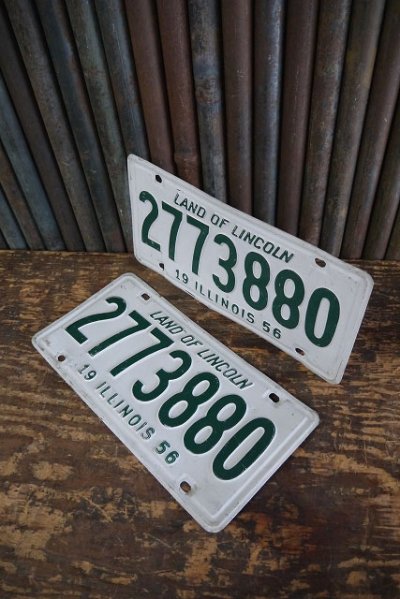 LAND OF LINCOLN
2773880
19 ILLINOIS 56
LAND OF LINCOLN
2773880
19 ILLINOIS 56